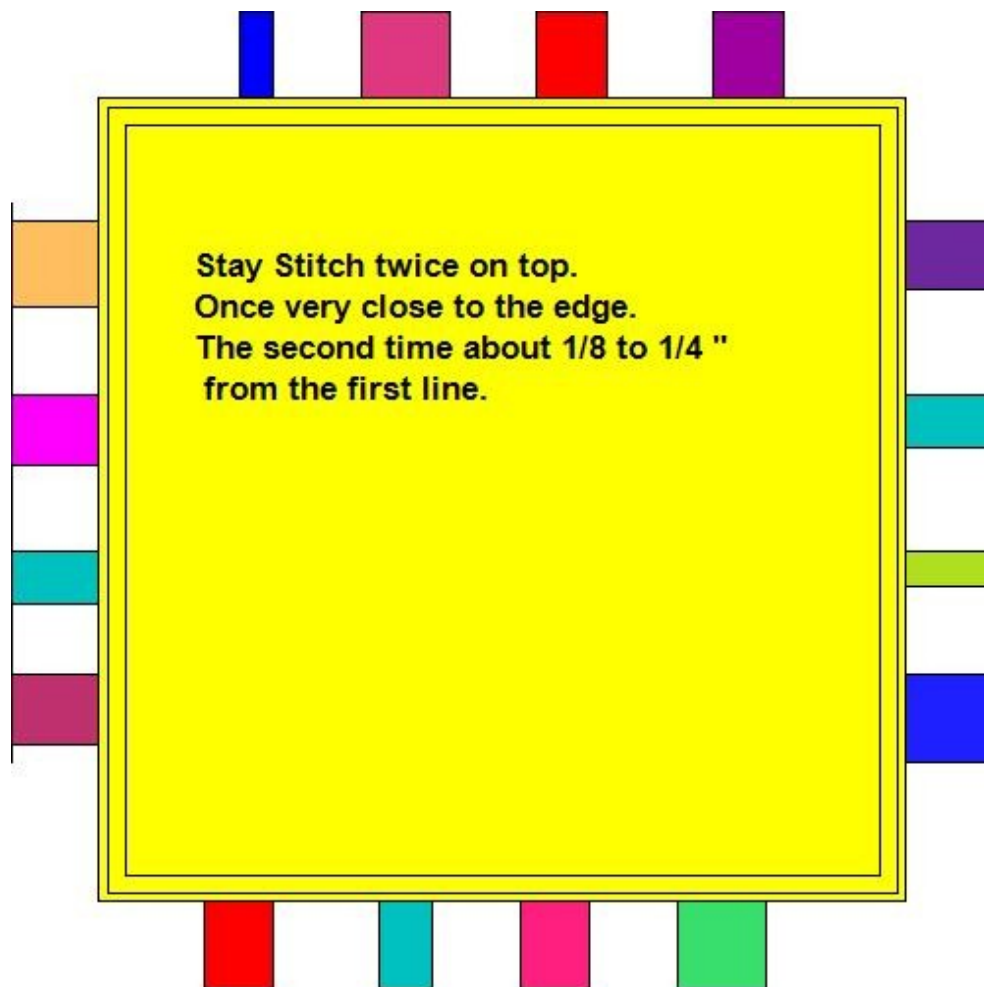 Stay Stitch twice on top.
Once very close to the edge.
The second time about 1/8 to 1/4 "
from the first line.